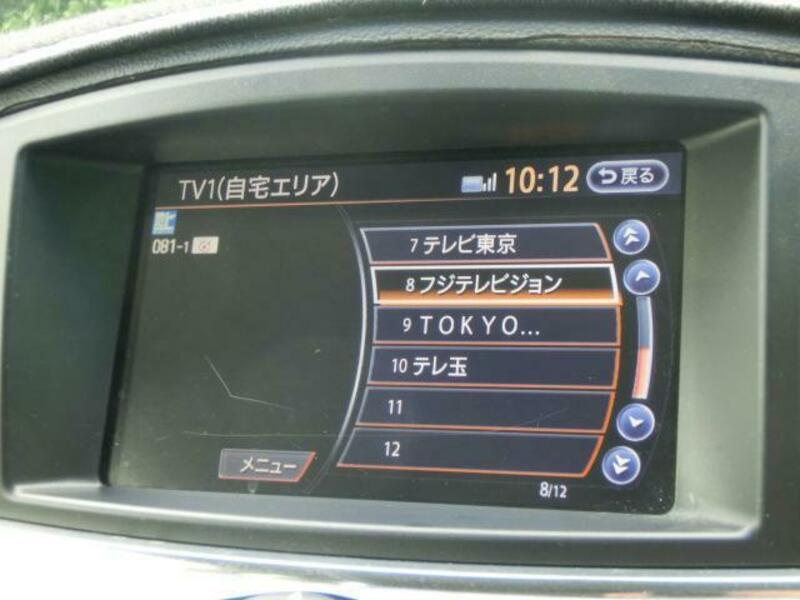 TV1(自宅エリア)
10:12
戻る
081-1
7 テレビ東京
8 フジテレビジョン
9 TOKYO...
10 テレ玉
11
12
メニュー
8/12